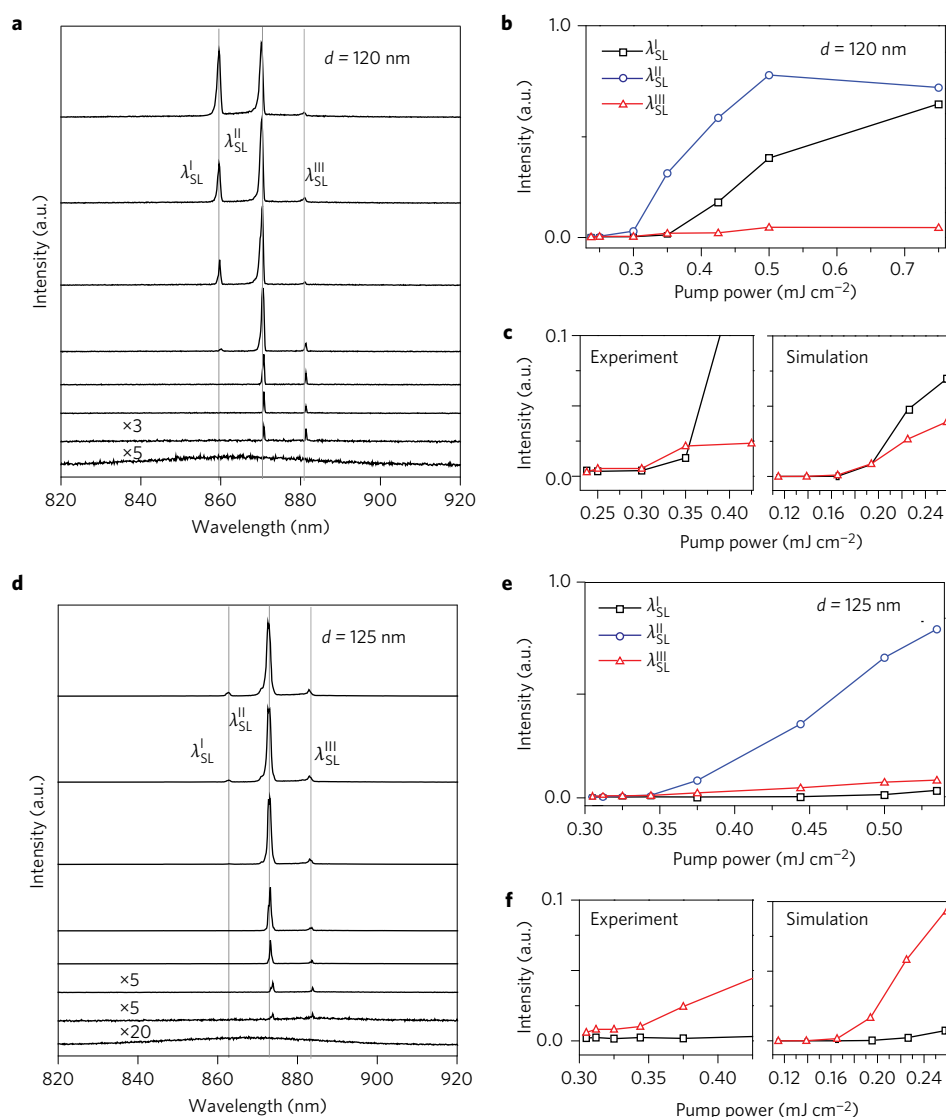 a
d = 120 nm
λ^I_SL
λ^II_SL
λ^III_SL
×3
×5
820 840 860 880 900 920
Wavelength (nm)
Intensity (a.u.)
b
d = 120 nm
λ^I_SL
λ^II_SL
λ^III_SL
1.0
0.0
0.3 0.4 0.5 0.6 0.7
Pump power (mJ cm⁻²)
Intensity (a.u.)
c
Experiment
Simulation
0.1
0.0
0.25 0.30 0.35 0.40
0.12 0.16 0.20 0.24
Pump power (mJ cm⁻²)
Intensity (a.u.)
d
d = 125 nm
λ^I_SL
λ^II_SL
λ^III_SL
×5
×5
×20
820 840 860 880 900 920
Wavelength (nm)
Intensity (a.u.)
e
d = 125 nm
λ^I_SL
λ^II_SL
λ^III_SL
1.0
0.0
0.30 0.35 0.40 0.45 0.50
Pump power (mJ cm⁻²)
Intensity (a.u.)
f
Experiment
Simulation
0.1
0.0
0.30 0.35 0.40
0.12 0.16 0.20 0.24
Pump power (mJ cm⁻²)
Intensity (a.u.)